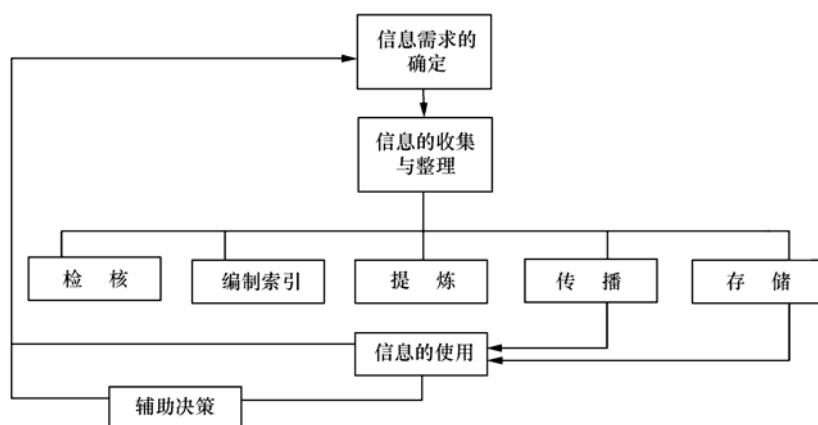 信息需求的
确定
信息的收集
与整理
检 核
编制索引
提 炼
传 播
存 储
信息的使用
辅助决策